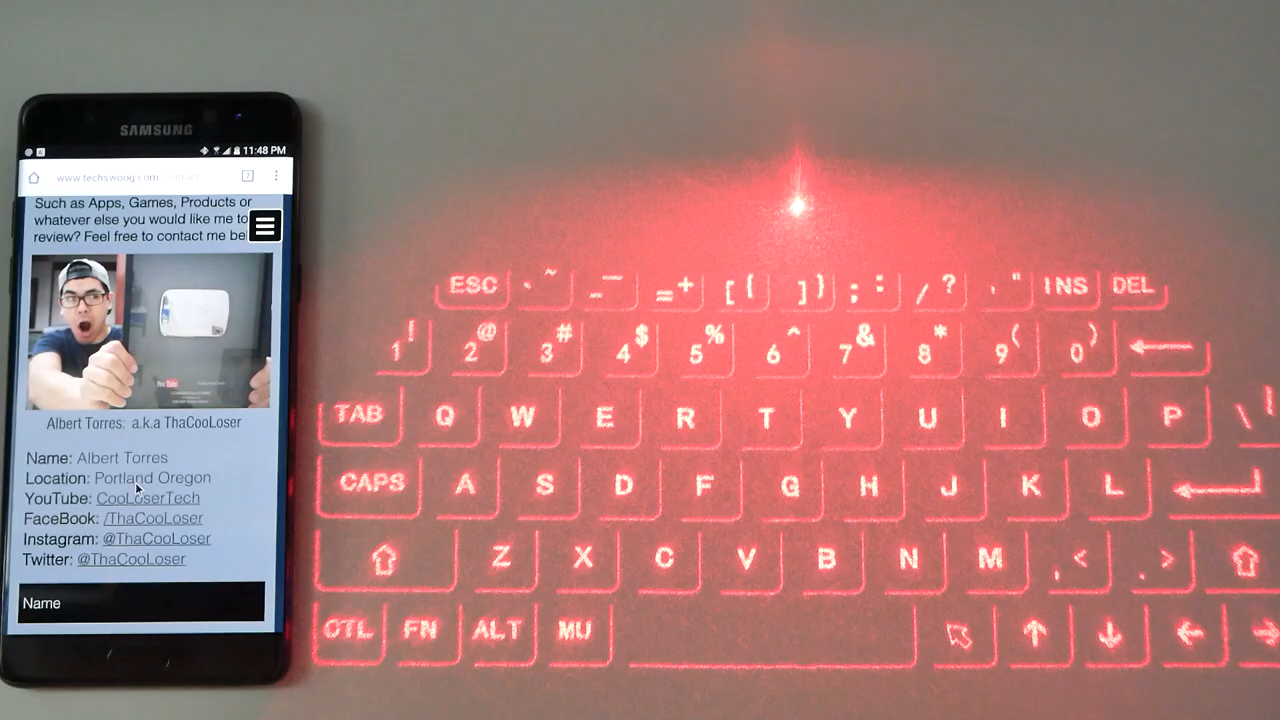 SAMSUNG
11:48 PM
www.techswoog.com/contact
Such as Apps, Games, Products or
whatever else you would like me to
review? Feel free to contact me be
YouTube
Albert Torres: a.k.a ThaCooLoser
Name: Albert Torres
Location: Portland Oregon
YouTube: CooLoserTech
FaceBook: /ThaCooLoser
Instagram: @ThaCooLoser
Twitter: @ThaCooLoser
Name
ESC ` ~ - _ = + [ { ] } ; : / ? ' " INS DEL
1 ! 2 @ 3 # 4 $ 5 % 6 ^ 7 & 8 * 9 ( 0 ) ←
TAB Q W E R T Y U I O P \ |
CAPS A S D F G H J K L ↵
⇧ Z X C V B N M , < . > ⇧
CTL FN ALT MU ↖ ↑ ↓ ← →